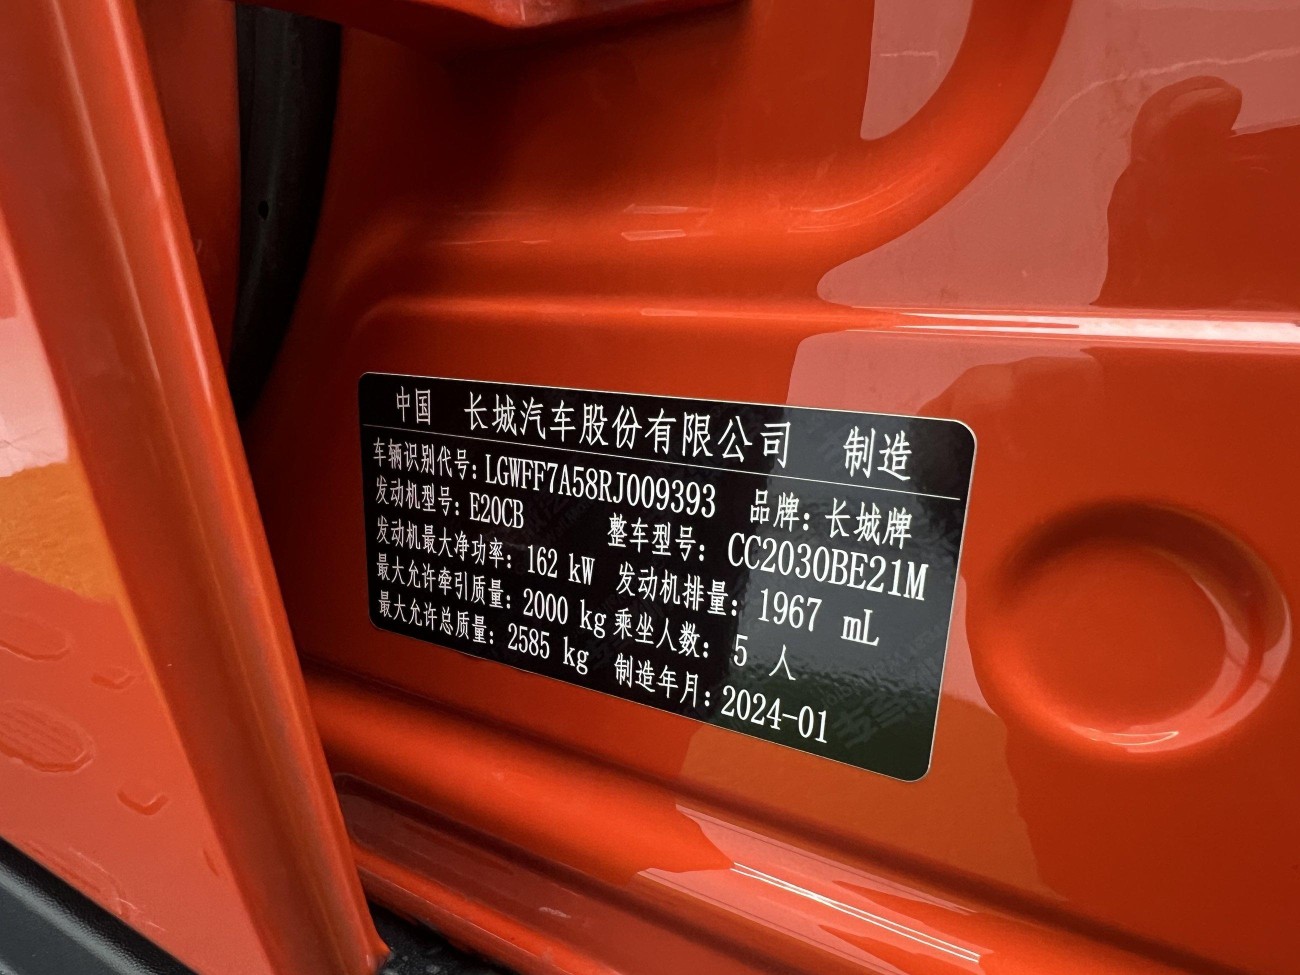 中国 长城汽车股份有限公司 制造
车辆识别代号: LGWFF7A58RJ009393 品牌: 长城牌
发动机型号: E20CB 整车型号: CC2030BE21M
发动机最大净功率: 162 kW 发动机排量: 1967 mL
最大允许牵引质量: 2000 kg 乘坐人数: 5 人
最大允许总质量: 2585 kg 制造年月: 2024-01